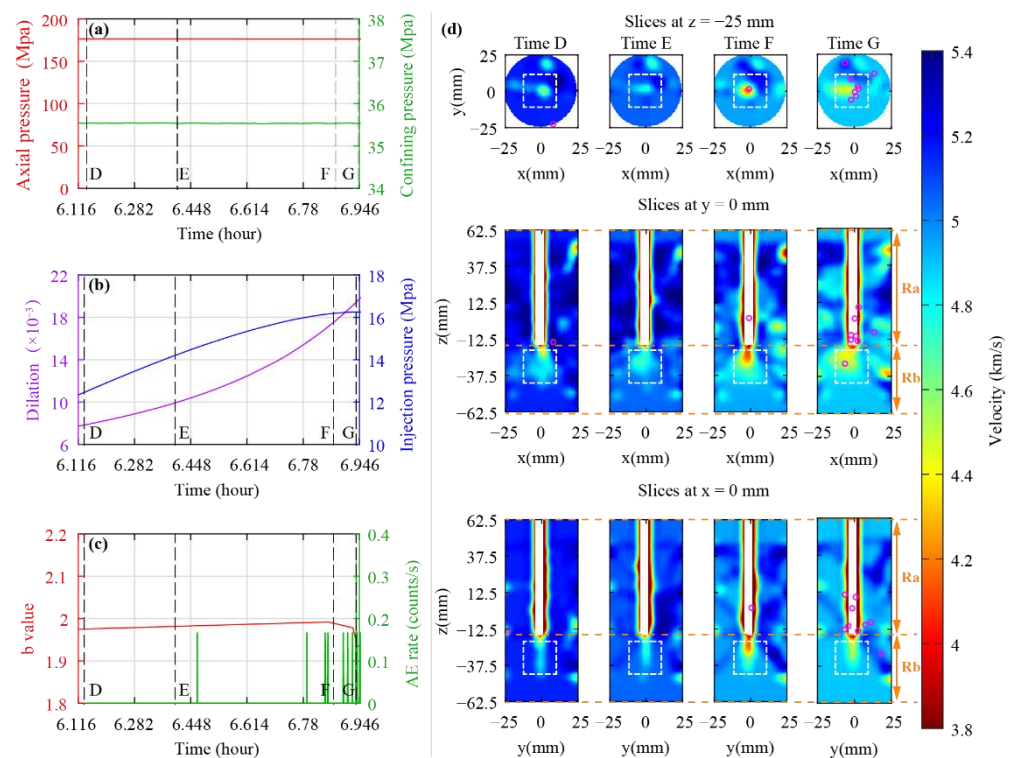 (a)
Axial pressure (Mpa)
200
150
100
50
0
Confining pressure (Mpa)
38
37
36
35
34
D E F G
6.116 6.282 6.448 6.614 6.78 6.946
Time (hour)
(b)
Dilation (×10⁻³)
22
18
14
10
6
Injection pressure (Mpa)
18
16
14
12
10
D E F G
6.116 6.282 6.448 6.614 6.78 6.946
Time (hour)
(c)
b value
2.2
2.1
2
1.9
1.8
AE rate (counts/s)
0.4
0.3
0.2
0.1
0
D E F G
6.116 6.282 6.448 6.614 6.78 6.946
Time (hour)
(d)
Slices at z = −25 mm
Time D Time E Time F Time G
y(mm)
25
0
−25
−25 0 25 −25 0 25 −25 0 25 −25 0 25
x(mm) x(mm) x(mm) x(mm)
Slices at y = 0 mm
z(mm)
62.5
37.5
12.5
−12.5
−37.5
−62.5
Ra
Rb
−25 0 25 −25 0 25 −25 0 25 −25 0 25
x(mm) x(mm) x(mm) x(mm)
Slices at x = 0 mm
z(mm)
62.5
37.5
12.5
−12.5
−37.5
−62.5
Ra
Rb
−25 0 25 −25 0 25 −25 0 25 −25 0 25
y(mm) y(mm) y(mm) y(mm)
5.4
5.2
5
4.8
4.6
4.4
4.2
4
3.8
Velocity (km/s)